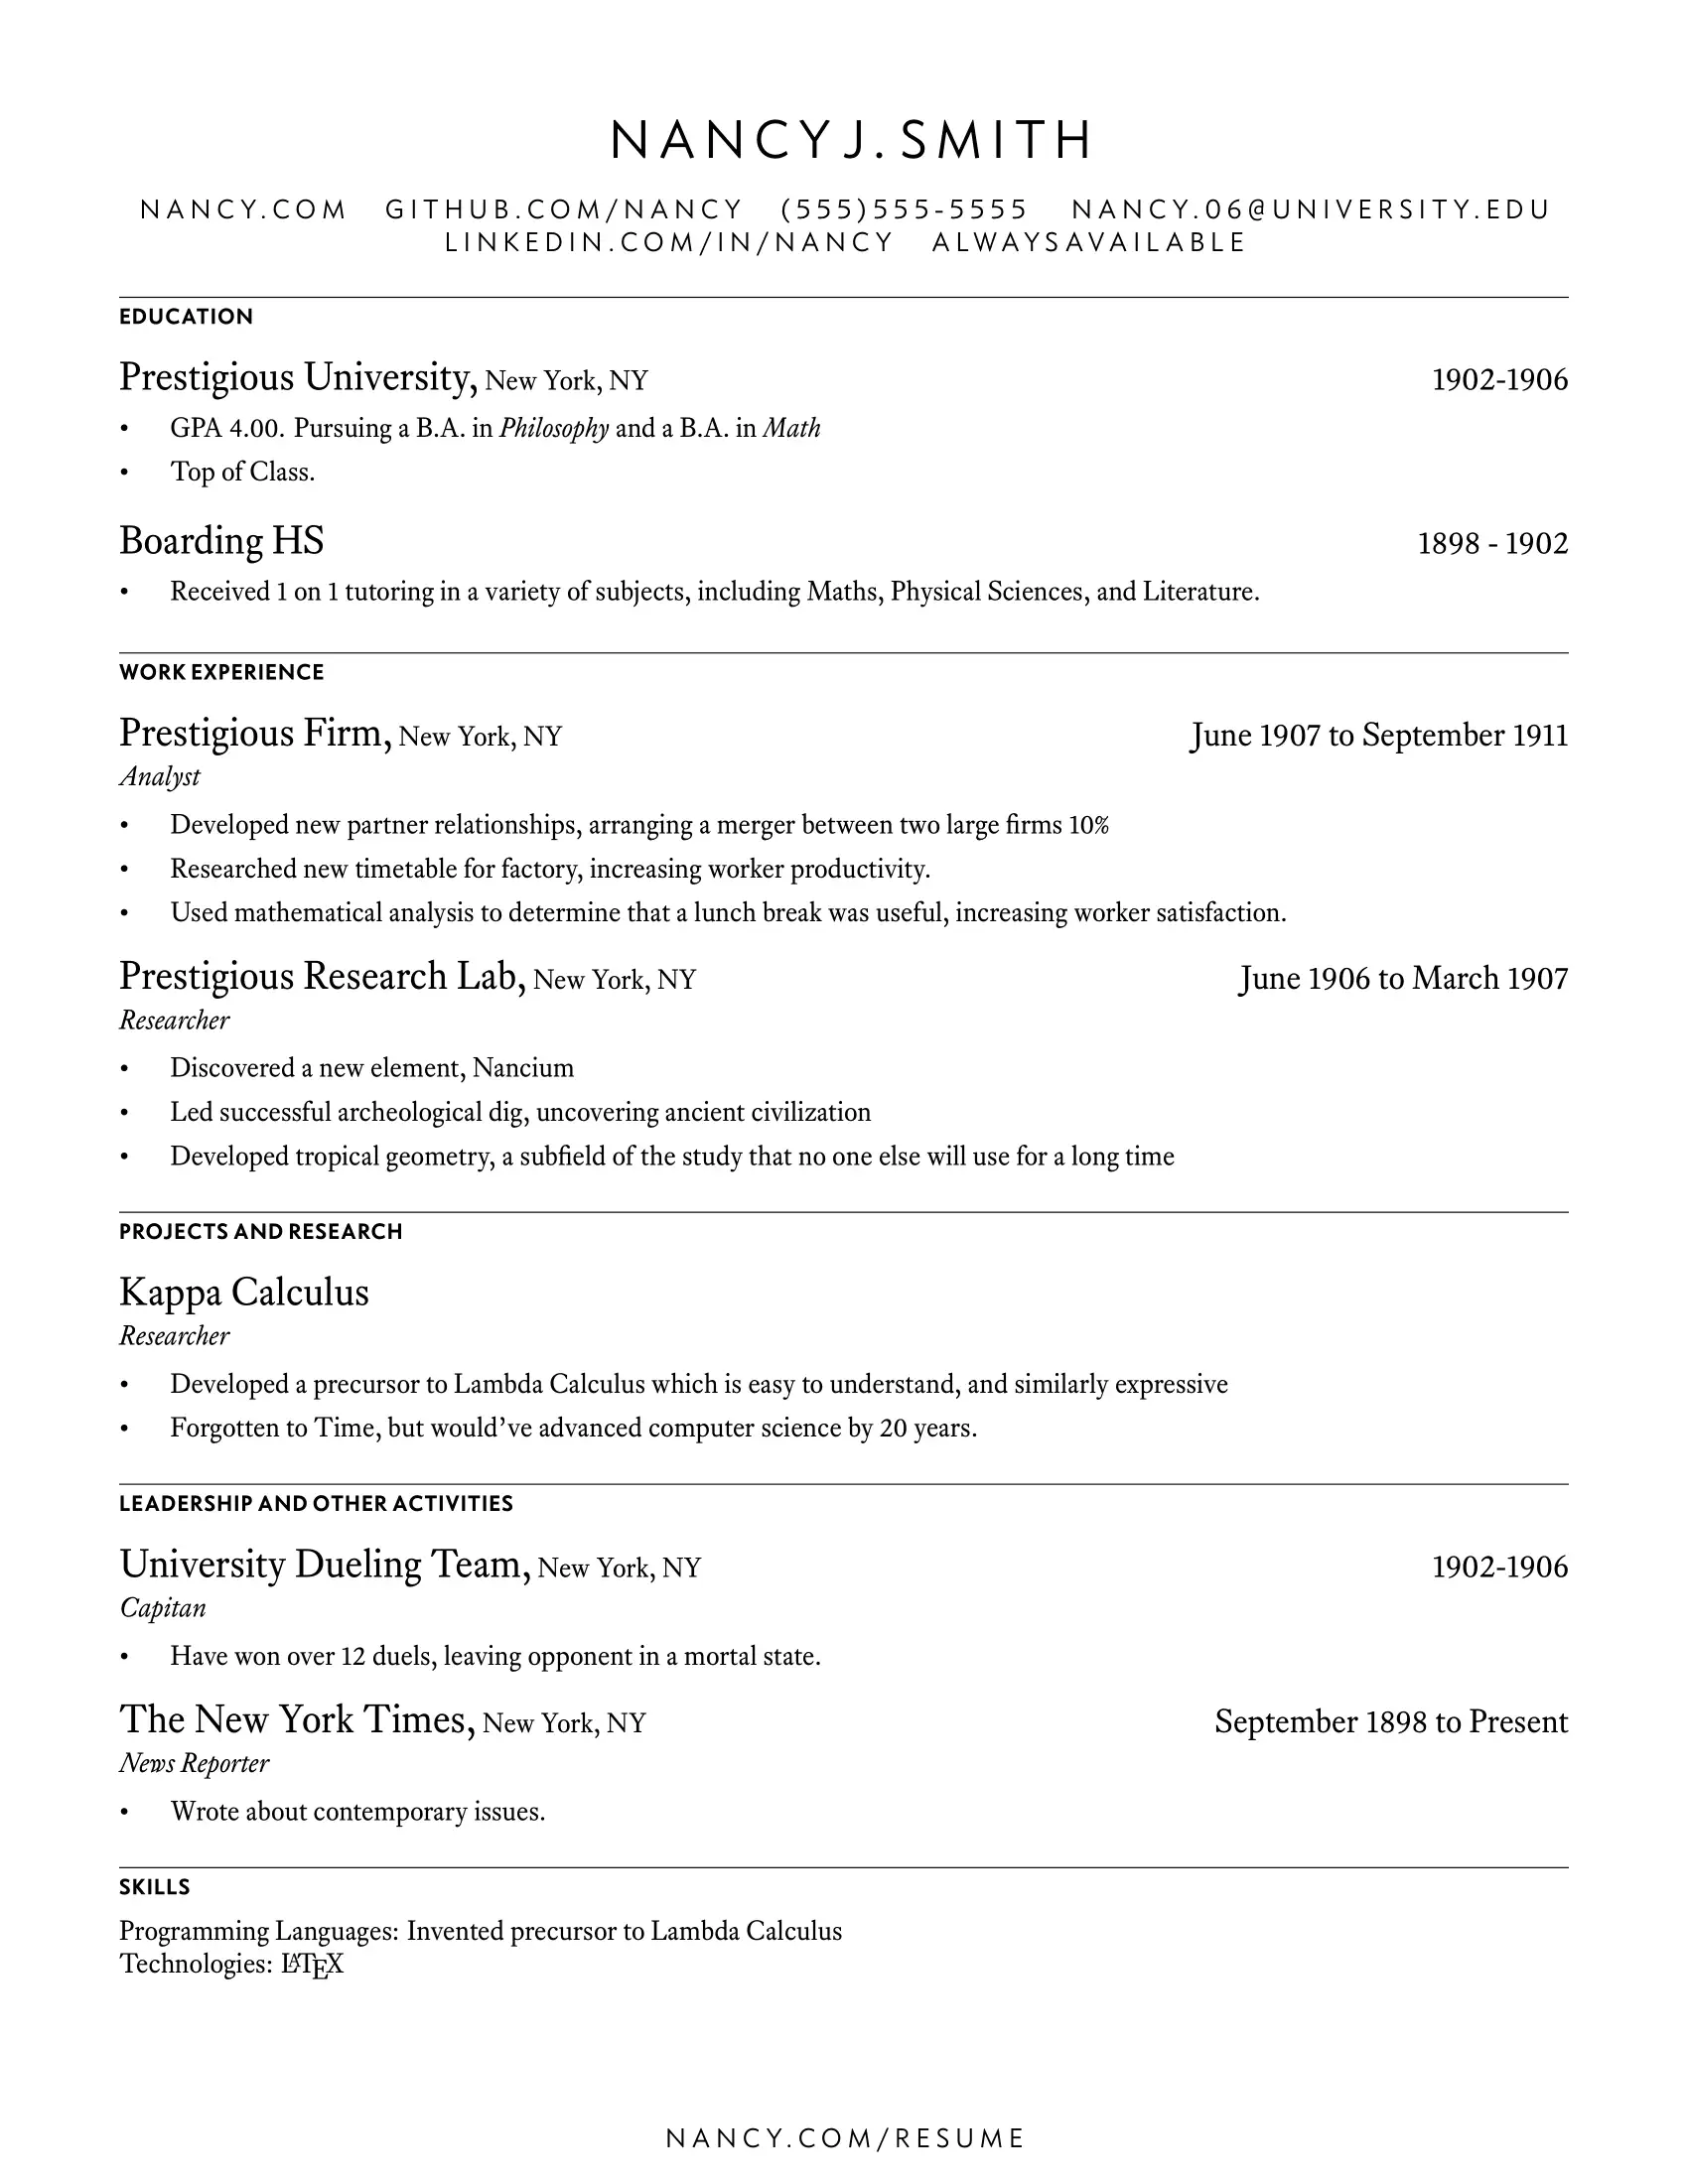 NANCY J. SMITH
NANCY.COM GITHUB.COM/NANCY (555)555-5555 NANCY.06@UNIVERSITY.EDU
LINKEDIN.COM/IN/NANCY ALWAYSAVAILABLE
EDUCATION
Prestigious University, New York, NY 1902-1906
• GPA 4.00. Pursuing a B.A. in Philosophy and a B.A. in Math
• Top of Class.
Boarding HS 1898 - 1902
• Received 1 on 1 tutoring in a variety of subjects, including Maths, Physical Sciences, and Literature.
WORK EXPERIENCE
Prestigious Firm, New York, NY June 1907 to September 1911
Analyst
• Developed new partner relationships, arranging a merger between two large firms 10%
• Researched new timetable for factory, increasing worker productivity.
• Used mathematical analysis to determine that a lunch break was useful, increasing worker satisfaction.
Prestigious Research Lab, New York, NY June 1906 to March 1907
Researcher
• Discovered a new element, Nancium
• Led successful archeological dig, uncovering ancient civilization
• Developed tropical geometry, a subfield of the study that no one else will use for a long time
PROJECTS AND RESEARCH
Kappa Calculus
Researcher
• Developed a precursor to Lambda Calculus which is easy to understand, and similarly expressive
• Forgotten to Time, but would’ve advanced computer science by 20 years.
LEADERSHIP AND OTHER ACTIVITIES
University Dueling Team, New York, NY 1902-1906
Capitan
• Have won over 12 duels, leaving opponent in a mortal state.
The New York Times, New York, NY September 1898 to Present
News Reporter
• Wrote about contemporary issues.
SKILLS
Programming Languages: Invented precursor to Lambda Calculus
Technologies: LATEX
NANCY.COM/RESUME